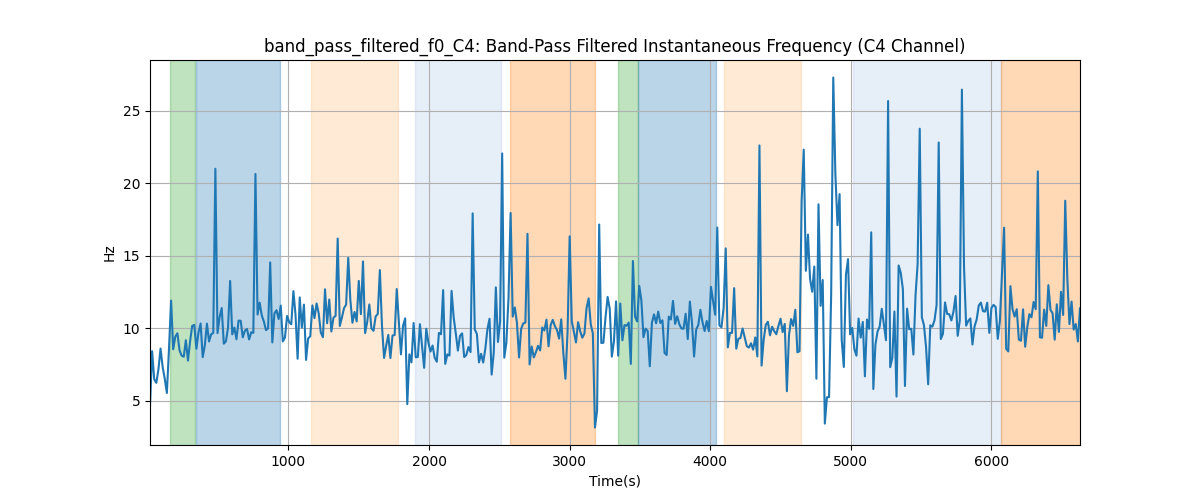 band_pass_filtered_f0_C4: Band-Pass Filtered Instantaneous Frequency (C4 Channel)
25
20
15
10
5
Hz
1000 2000 3000 4000 5000 6000
Time(s)